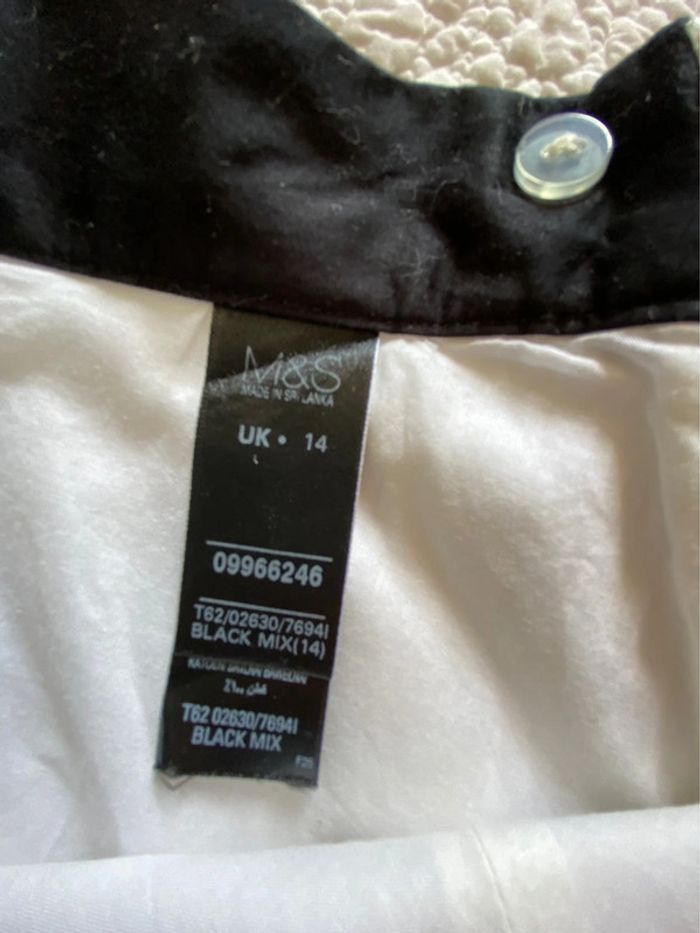 M&S
MADE IN SRI LANKA
UK • 14
09966246
T62/02630/7694I
BLACK MIX(14)
T62 02630/7694I
BLACK MIX